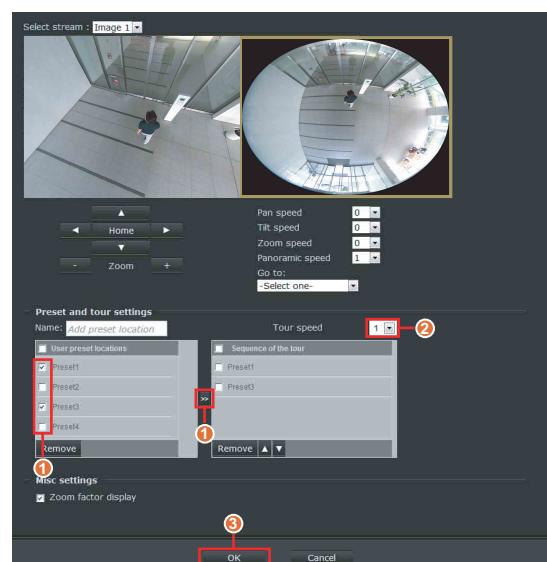 Select stream : Image 1
Home
- Zoom +
Pan speed 0
Tilt speed 0
Zoom speed 0
Panoramic speed 1
Go to:
-Select one-
Preset and tour settings
Name: Add preset location
Tour speed 1 2
User preset locations
Preset1
Preset2
Preset3
Preset4
Remove
1
>>
1
Sequence of the tour
Preset1
Preset3
Remove
Misc settings
Zoom factor display
3
OK Cancel